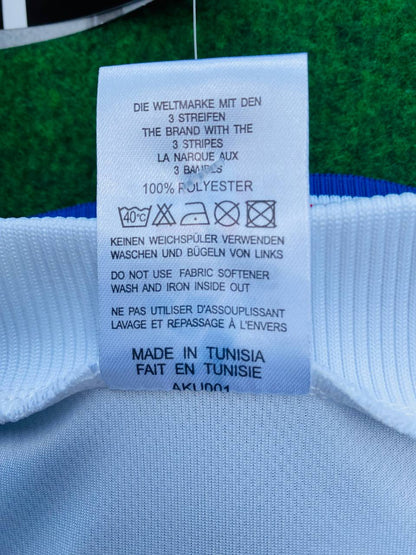 DIE WELTMARKE MIT DEN
3 STREIFEN
THE BRAND WITH THE
3 STRIPES
LA NARQUE AUX
3 BANDES
100% POLYESTER
40°C
KEINEN WEICHSPÜLER VERWENDEN
WASCHEN UND BÜGELN VON LINKS
DO NOT USE FABRIC SOFTENER
WASH AND IRON INSIDE OUT
NE PAS UTILISER D'ASSOUPLISSANT
LAVAGE ET REPASSAGE À L'ENVERS
MADE IN TUNISIA
FAIT EN TUNISIE
AKU001